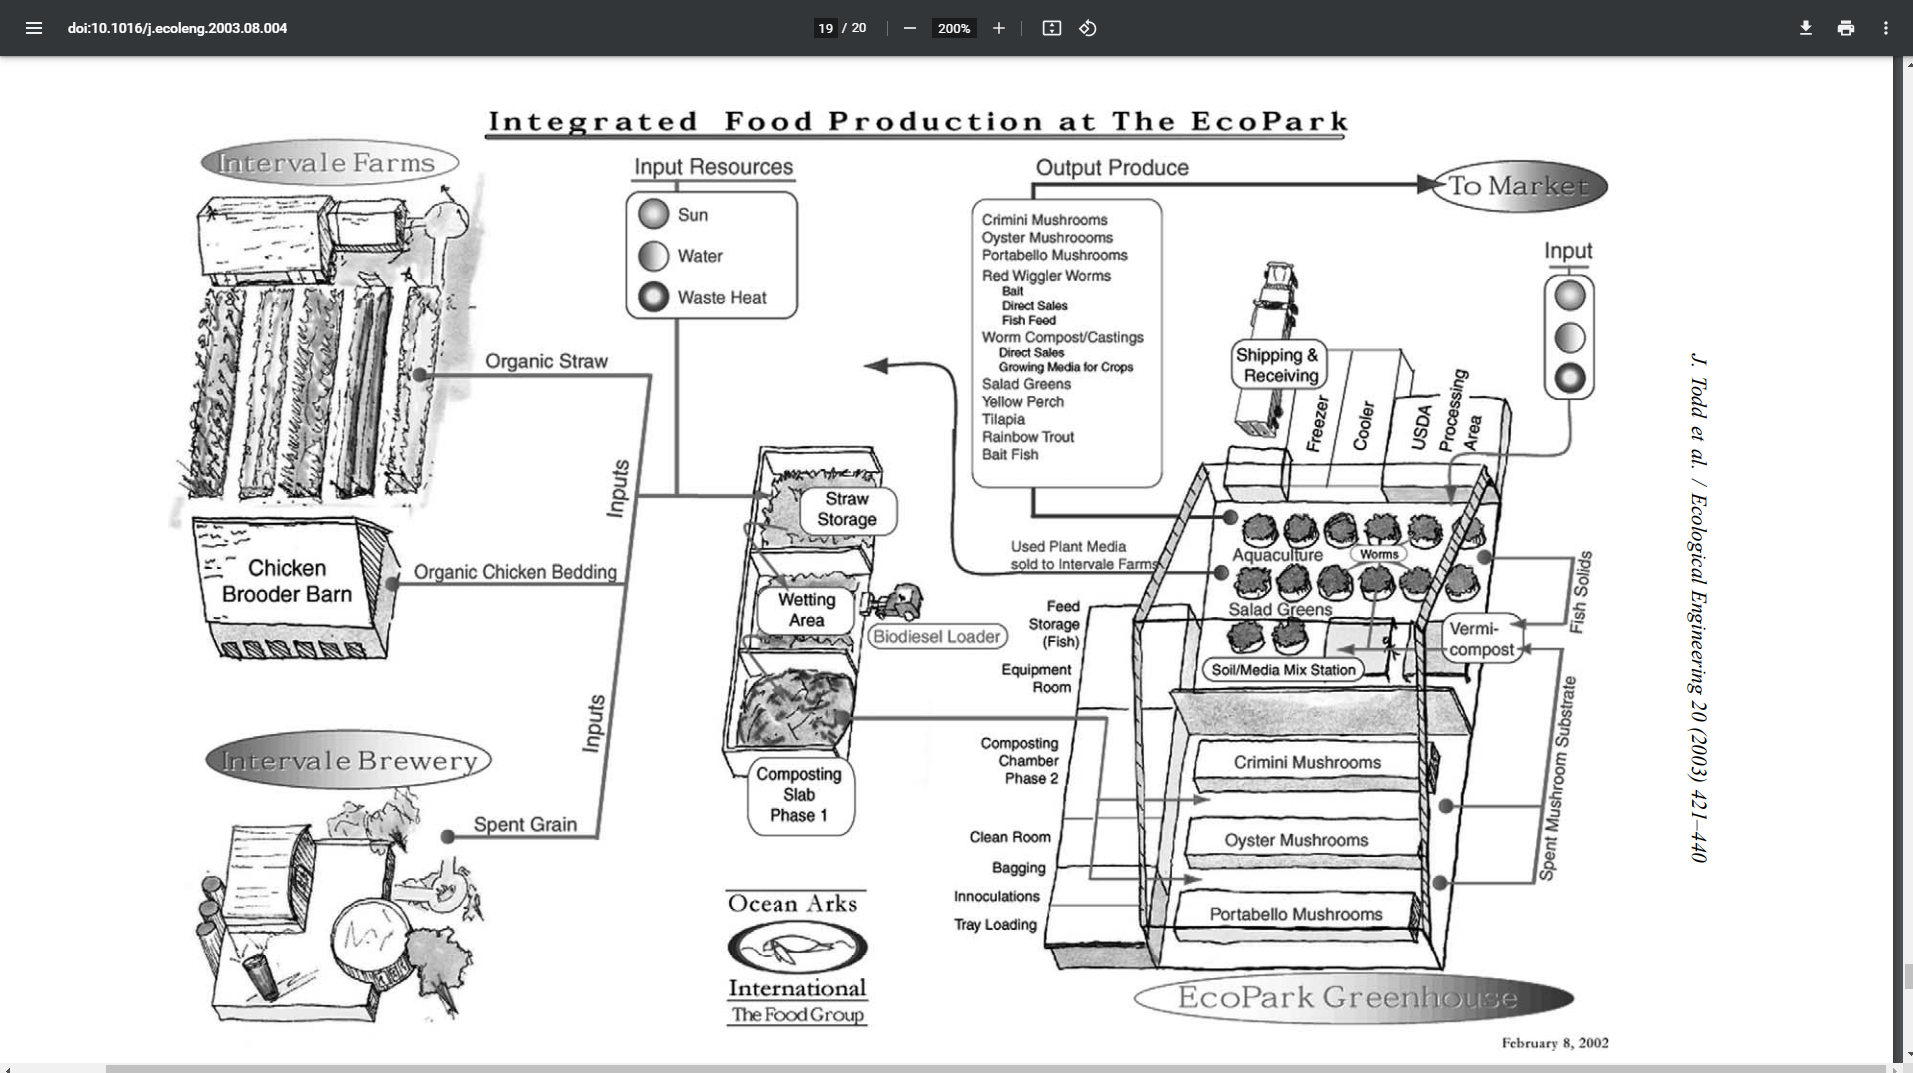 doi:10.1016/j.ecoleng.2003.08.004
19 / 20
200%
Integrated Food Production at The EcoPark
Intervale Farms
Input Resources
Sun
Water
Waste Heat
Output Produce
To Market
Crimini Mushrooms
Oyster Mushroooms
Portabello Mushrooms
Red Wiggler Worms
Bait
Direct Sales
Fish Feed
Worm Compost/Castings
Direct Sales
Growing Media for Crops
Salad Greens
Yellow Perch
Tilapia
Rainbow Trout
Bait Fish
Input
Shipping &
Receiving
Freezer
Cooler
USDA
Processing
Area
Organic Straw
Inputs
Chicken
Brooder Barn
Organic Chicken Bedding
Inputs
Intervale Brewery
Spent Grain
Straw
Storage
Wetting
Area
Biodiesel Loader
Composting
Slab
Phase 1
Used Plant Media
sold to Intervale Farms
Aquaculture
Worms
Salad Greens
Soil/Media Mix Station
Vermi-
compost
Fish Solids
Spent Mushroom Substrate
Feed
Storage
(Fish)
Equipment
Room
Composting
Chamber
Phase 2
Clean Room
Bagging
Innoculations
Tray Loading
Crimini Mushrooms
Oyster Mushrooms
Portabello Mushrooms
EcoPark Greenhouse
Ocean Arks
International
The Food Group
February 8, 2002
J. Todd et al. / Ecological Engineering 20 (2003) 421–440